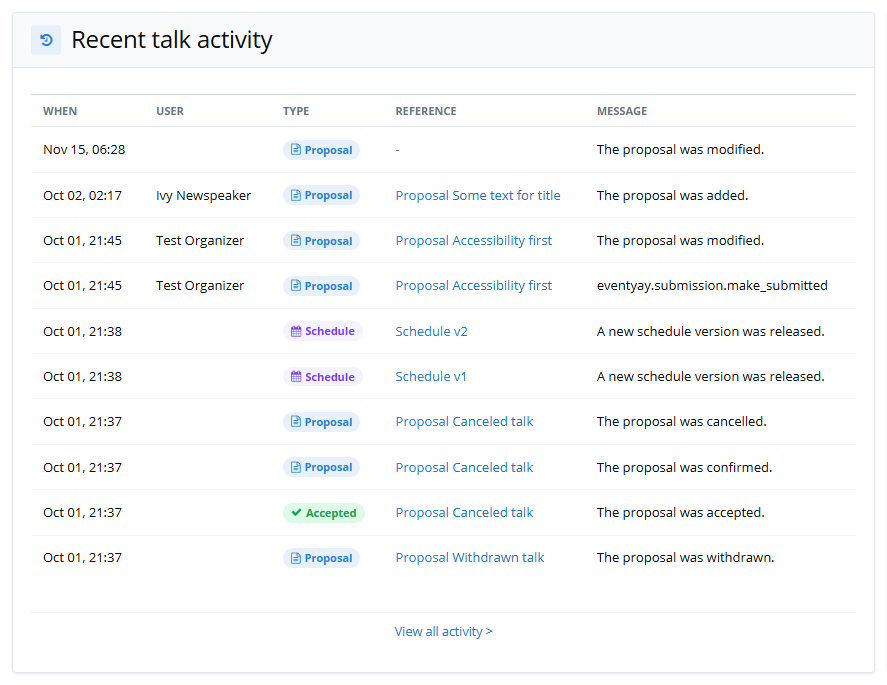 Recent talk activity
WHEN USER TYPE REFERENCE MESSAGE
Nov 15, 06:28 Proposal - The proposal was modified.
Oct 02, 02:17 Ivy Newspeaker Proposal Proposal Some text for title The proposal was added.
Oct 01, 21:45 Test Organizer Proposal Proposal Accessibility first The proposal was modified.
Oct 01, 21:45 Test Organizer Proposal Proposal Accessibility first eventyay.submission.make_submitted
Oct 01, 21:38 Schedule Schedule v2 A new schedule version was released.
Oct 01, 21:38 Schedule Schedule v1 A new schedule version was released.
Oct 01, 21:37 Proposal Proposal Canceled talk The proposal was cancelled.
Oct 01, 21:37 Proposal Proposal Canceled talk The proposal was confirmed.
Oct 01, 21:37 Accepted Proposal Canceled talk The proposal was accepted.
Oct 01, 21:37 Proposal Proposal Withdrawn talk The proposal was withdrawn.
View all activity >